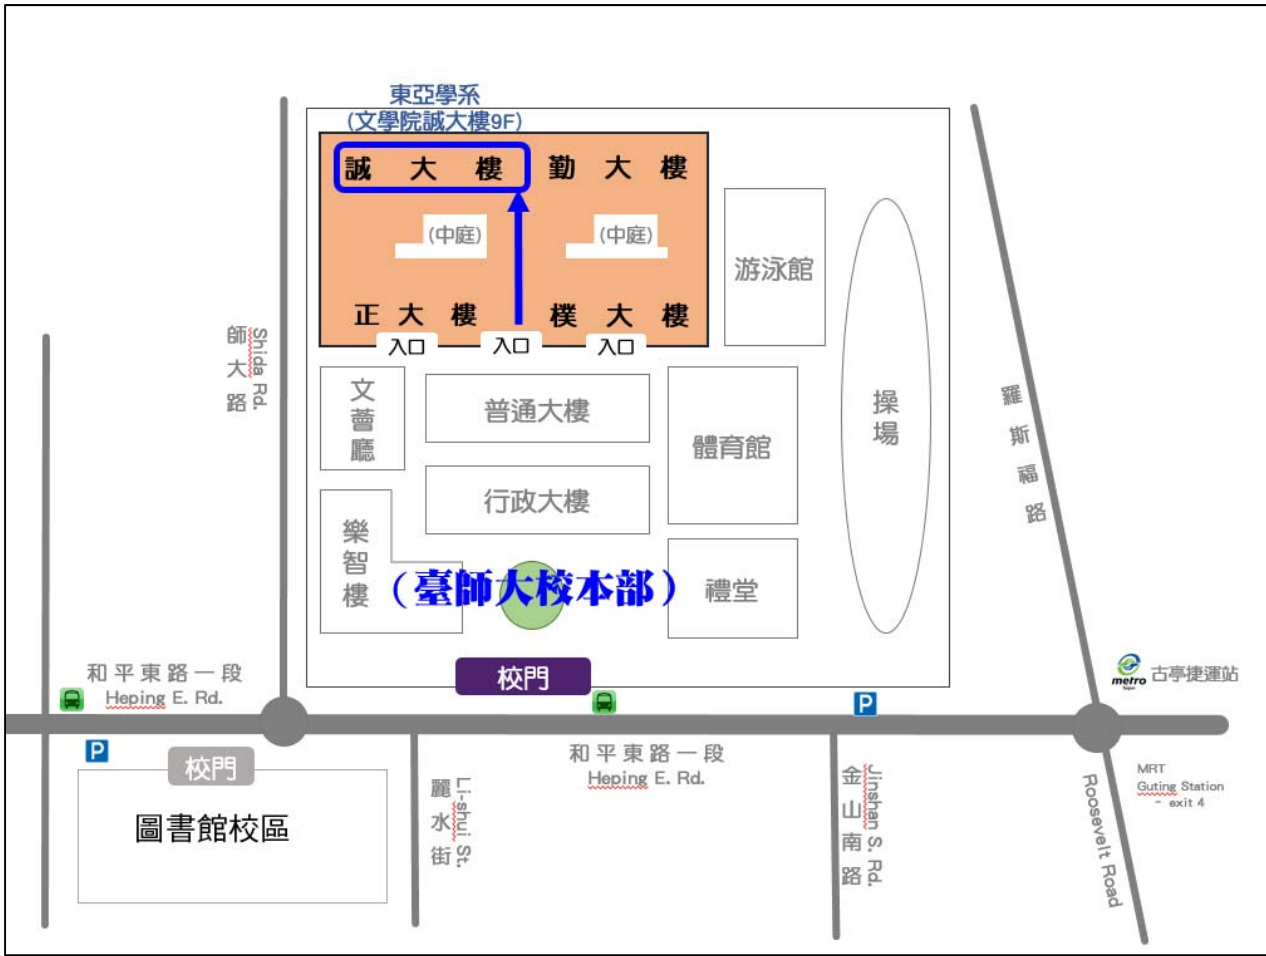 東亞學系
(文學院誠大樓9F)
誠大樓
勤大樓
(中庭)
(中庭)
正大樓
樸大樓
入口
入口
入口
游泳館
操場
師大路
Shida Rd.
羅斯福路
文薈廳
普通大樓
體育館
行政大樓
樂智樓
(臺師大校本部)
禮堂
校門
和平東路一段
Heping E. Rd.
metro
Taipei
古亭捷運站
P
P
校門
圖書館校區
和平東路一段
Heping E. Rd.
麗水街
Li-shui St.
金山南路
Jinshan S. Rd.
Roosevelt Road
MRT
Guting Station
- exit 4